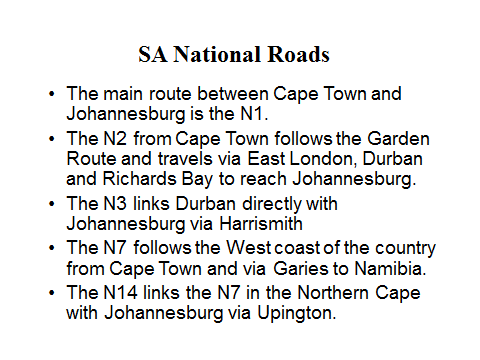 SA National Roads
• The main route between Cape Town and
Johannesburg is the N1.
• The N2 from Cape Town follows the Garden
Route and travels via East London, Durban
and Richards Bay to reach Johannesburg.
• The N3 links Durban directly with
Johannesburg via Harrismith
• The N7 follows the West coast of the country
from Cape Town and via Garies to Namibia.
• The N14 links the N7 in the Northern Cape
with Johannesburg via Upington.